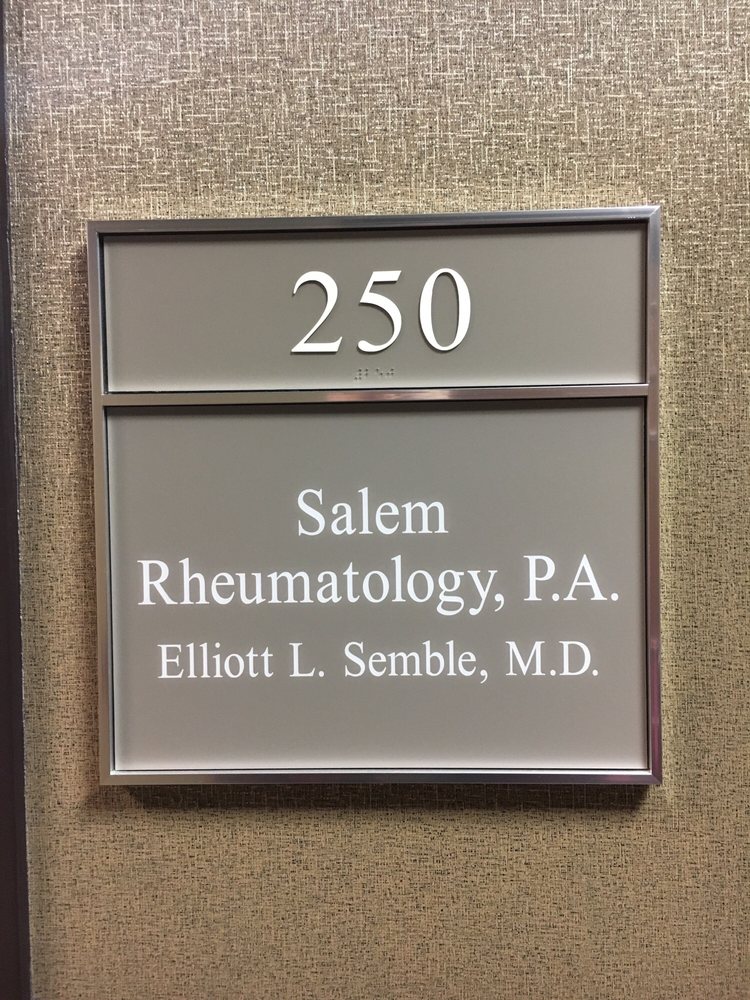 250
Salem
Rheumatology, P.A.
Elliott L. Semble, M.D.